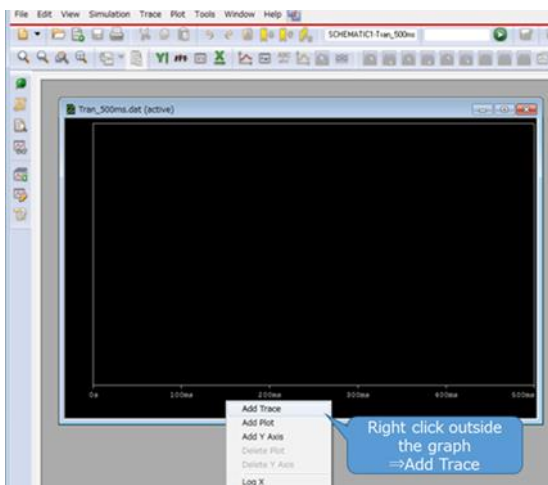 File Edit View Simulation Trace Plot Tools Window Help
SCHEMATIC1-Tran_500ms
Tran_500ms.dat (active)
0s 100ms 200ms 300ms 400ms 500ms
Add Trace
Add Plot
Add Y Axis
Delete Plot
Delete Y Axis
Log X
Right click outside
the graph
⇒Add Trace